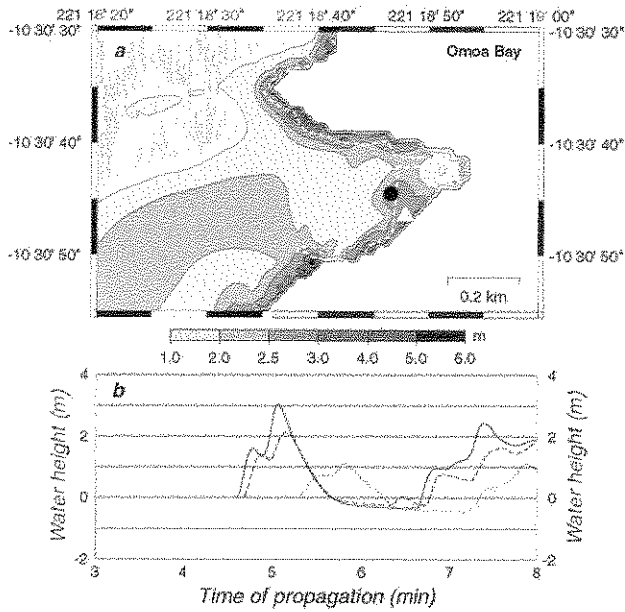 221 18' 20" 221 18' 30" 221 18' 40" 221 18' 50" 221 19' 00"
-10 30' 30" a Omoa Bay -10 30' 30"
-10 30' 40" -10 30' 40"
-10 30' 50" -10 30' 50"
0.2 km
m
1.0 2.0 2.5 3.0 4.0 5.0 6.0
4 b 4
2 2
0 0
-2 -2
Water height (m)
Water height (m)
3 4 5 6 7 8
Time of propagation (min)